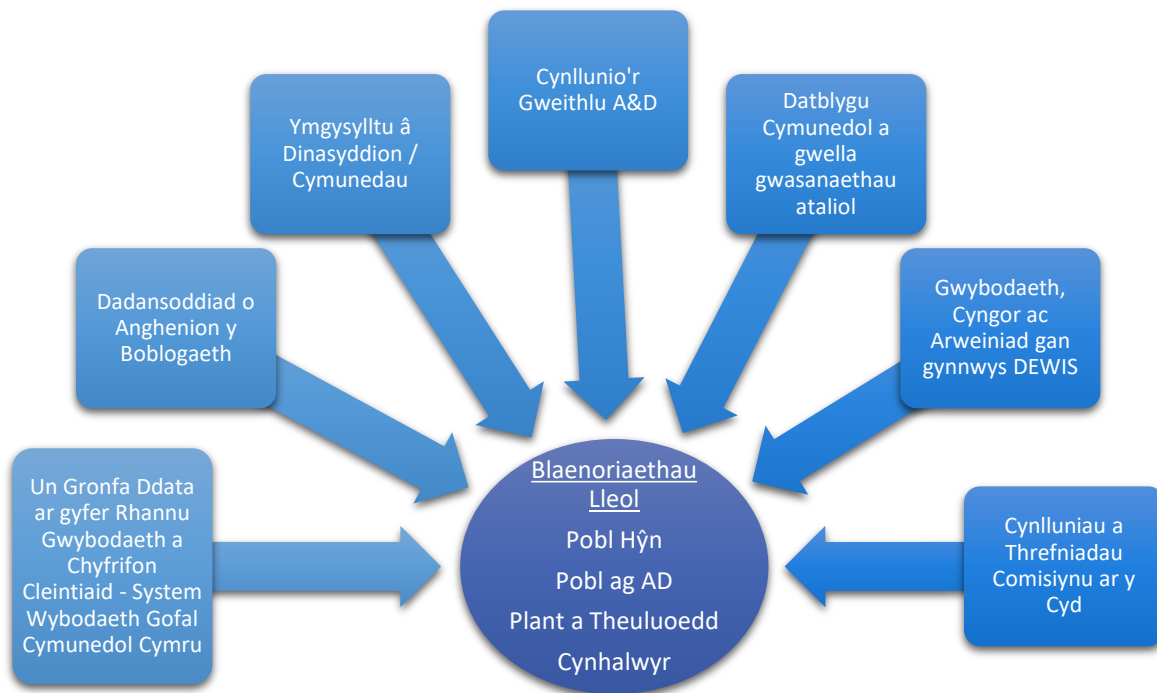 Cynllunio'r
Gweithlu A&D
Ymgysylltu â
Dinasyddion /
Cymunedau
Datblygu
Cymunedol a
gwella
gwasanaethau
ataliol
Dadansoddiad o
Anghenion y
Boblogaeth
Gwybodaeth,
Cyngor ac
Arweiniad gan
gynnwys DEWIS
Un Gronfa Ddata
ar gyfer Rhannu
Gwybodaeth a
Chyfrifon
Cleintiaid - System
Wybodaeth Gofal
Cymunedol Cymru
Blaenoriaethau
Lleol
Pobl Hŷn
Pobl ag AD
Plant a Theuluoedd
Cynhalwyr
Cynlluniau a
Threfniadau
Comisiynu ar y
Cyd